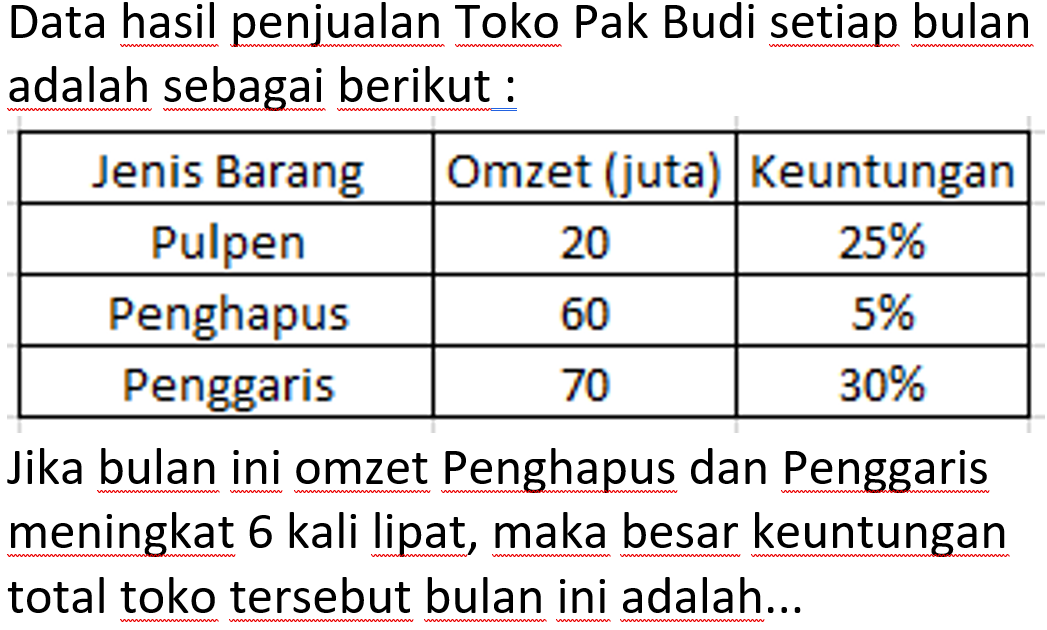 Data hasil penjualan Toko Pak Budi setiap bulan
adalah sebagai berikut :
Jenis Barang Omzet (juta) Keuntungan
Pulpen 20 25%
Penghapus 60 5%
Penggaris 70 30%
Jika bulan ini omzet Penghapus dan Penggaris
meningkat 6 kali lipat, maka besar keuntungan
total toko tersebut bulan ini adalah...